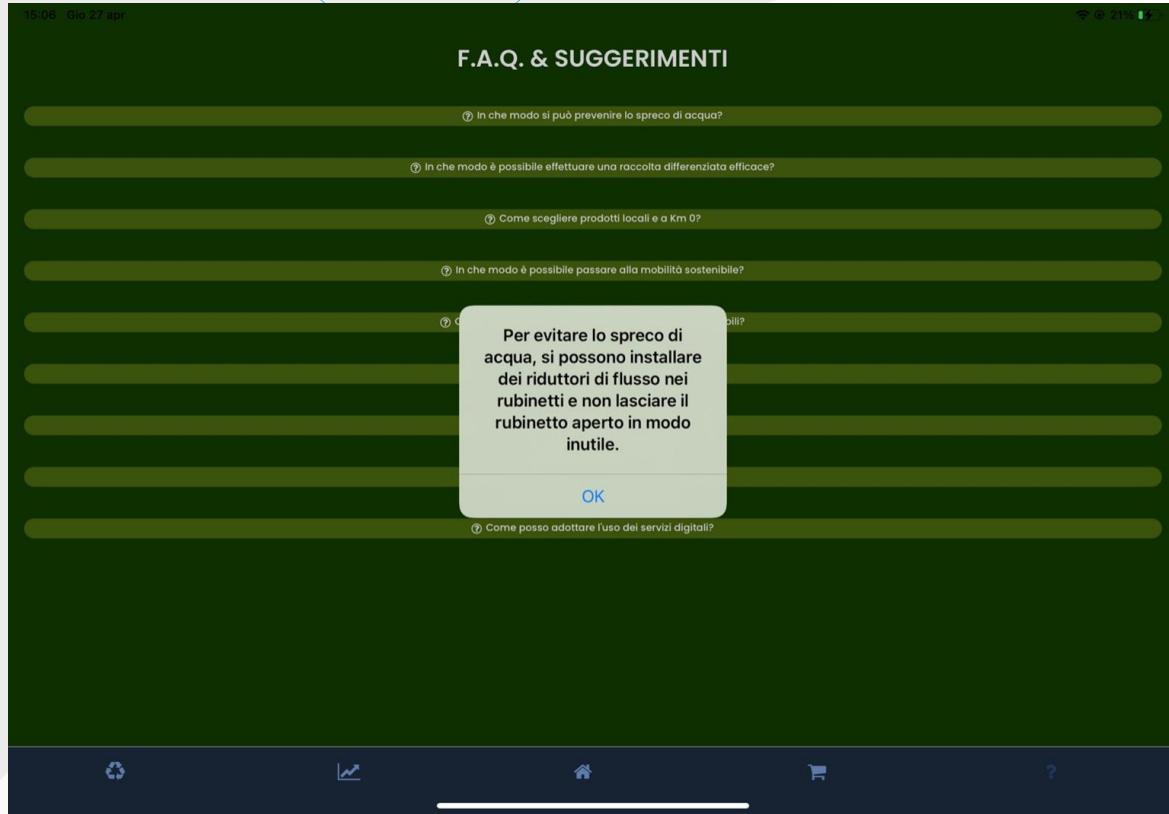 15:06 Gio 27 apr
21%
F.A.Q. & SUGGERIMENTI
In che modo si può prevenire lo spreco di acqua?
In che modo è possibile effettuare una raccolta differenziata efficace?
Come scegliere prodotti locali e a Km 0?
In che modo è possibile passare alla mobilità sostenibile?
Per evitare lo spreco di
acqua, si possono installare
dei riduttori di flusso nei
rubinetti e non lasciare il
rubinetto aperto in modo
inutile.
OK
Come posso adottare l'uso dei servizi digitali?